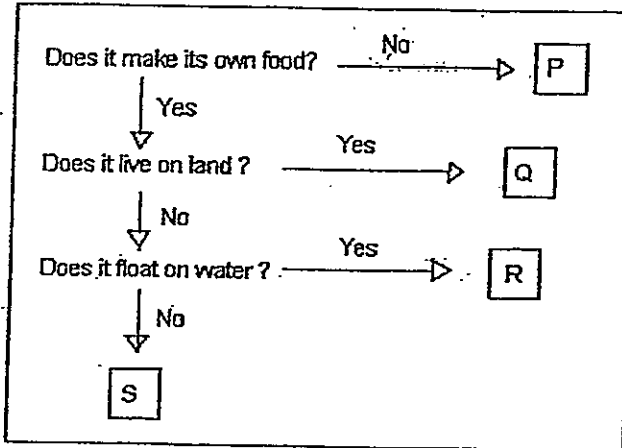 No
Does it make its own food?
P
Yes
Yes
Does it live on land ?
Q
No
Yes
Does it float on water ?
R
No
S